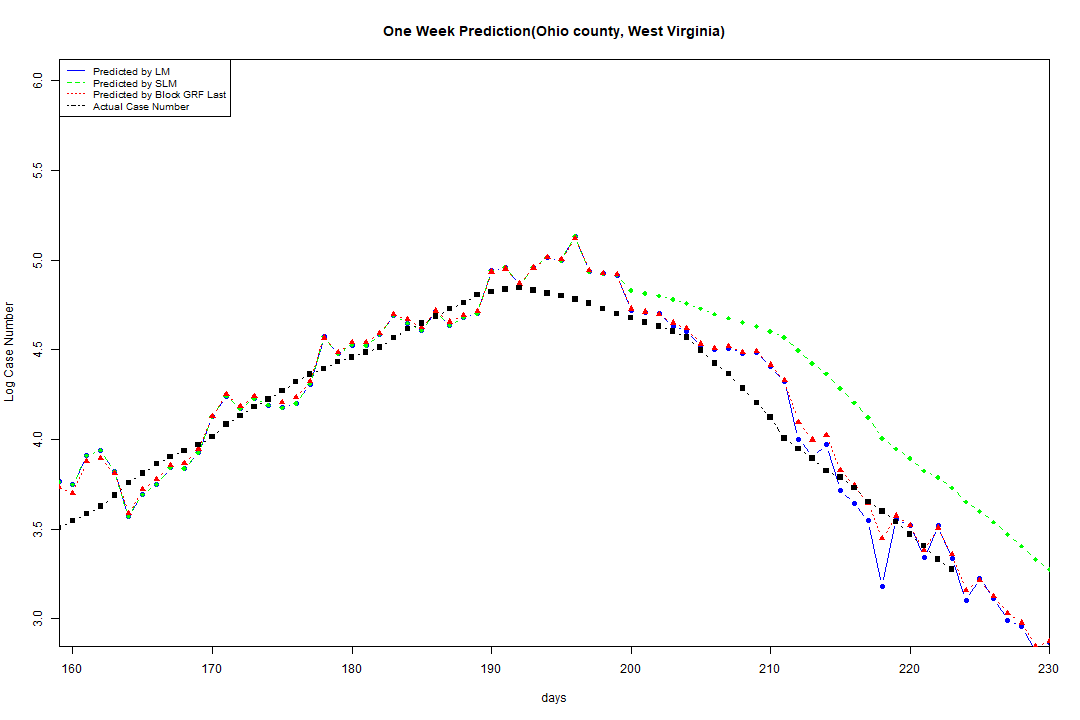 One Week Prediction(Ohio county, West Virginia)
Predicted by LM
Predicted by SLM
Predicted by Block GRF Last
Actual Case Number
6.0
5.5
5.0
4.5
4.0
3.5
3.0
Log Case Number
160 170 180 190 200 210 220 230
days